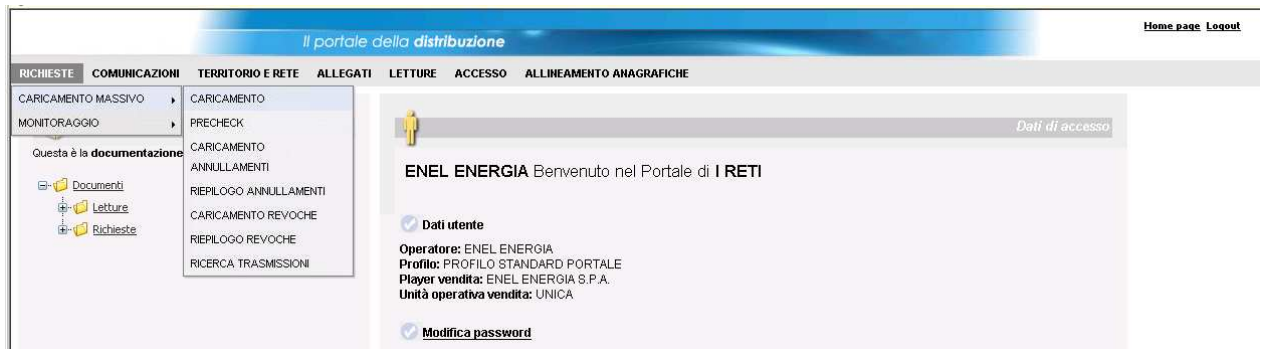 Home page Logout
Il portale della distribuzione
RICHIESTE COMUNICAZIONI TERRITORIO E RETE ALLEGATI LETTURE ACCESSO ALLINEAMENTO ANAGRAFICHE
CARICAMENTO MASSIVO
MONITORAGGIO
CARICAMENTO
PRECHECK
CARICAMENTO
ANNULLAMENTI
RIEPILOGO ANNULLAMENTI
CARICAMENTO REVOCHE
RIEPILOGO REVOCHE
RICERCA TRASMISSIONI
Questa è la documentazione
Documenti
Letture
Richieste
Dati di accesso
ENEL ENERGIA Benvenuto nel Portale di I RETI
Dati utente
Operatore: ENEL ENERGIA
Profilo: PROFILO STANDARD PORTALE
Player vendita: ENEL ENERGIA S.P.A.
Unità operativa vendita: UNICA
Modifica password